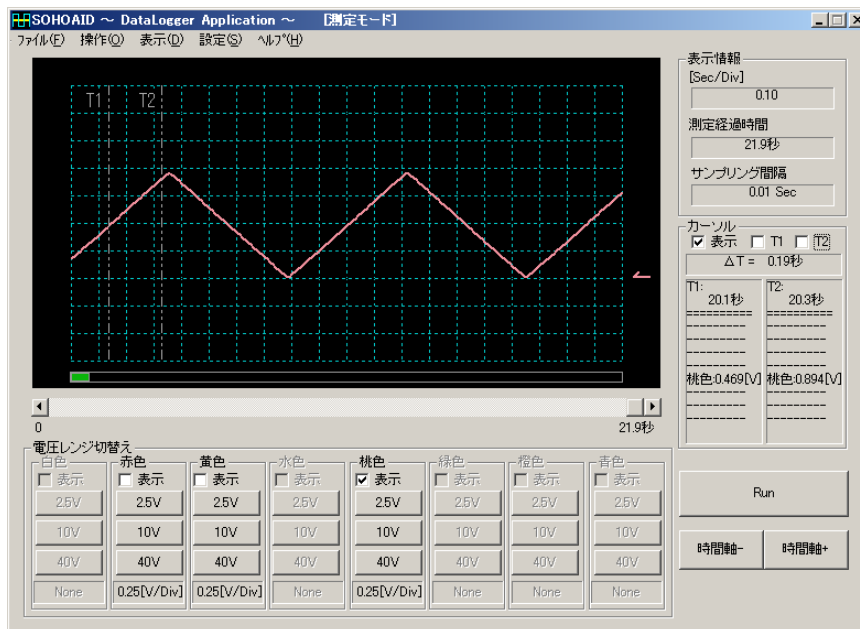 SOHOAID ～ DataLogger Application ～　[測定モード]
ファイル(F)　操作(O)　表示(D)　設定(S)　ヘルプ(H)
T1　T2
0　21.9秒
表示情報
[Sec/Div]
0.10
測定経過時間
21.9秒
サンプリング間隔
0.01 Sec
カーソル
表示　T1　T2
ΔT =　0.19秒
T1:　T2:
20.1秒　20.3秒
==========　==========
---------　---------
---------　---------
---------　---------
桃色:0.469[V]　桃色:0.894[V]
---------　---------
---------　---------
---------　---------
電圧レンジ切替え
白色　赤色　黄色　水色　桃色　緑色　橙色　青色
表示　表示　表示　表示　表示　表示　表示　表示
2.5V　2.5V　2.5V　2.5V　2.5V　2.5V　2.5V　2.5V
10V　10V　10V　10V　10V　10V　10V　10V
40V　40V　40V　40V　40V　40V　40V　40V
None　0.25[V/Div]　0.25[V/Div]　None　0.25[V/Div]　None　None　None
Run
時間軸-　時間軸+